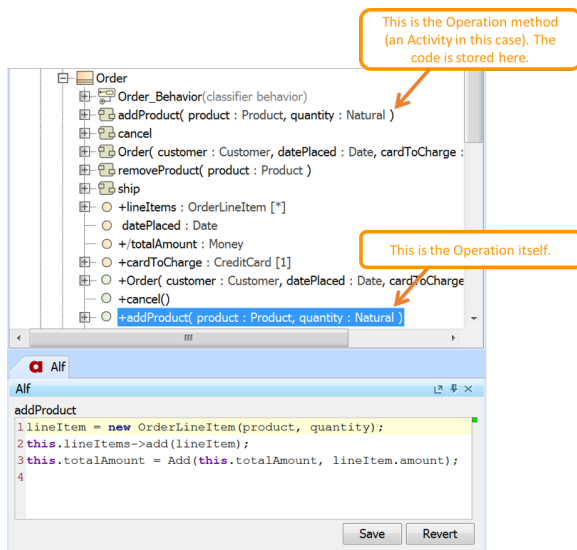 This is the Operation method
(an Activity in this case). The
code is stored here.
Order
Order_Behavior(classifier behavior)
addProduct( product : Product, quantity : Natural )
cancel
Order( customer : Customer, datePlaced : Date, cardToCharge :
removeProduct( product : Product )
ship
+lineItems : OrderLineItem [*]
datePlaced : Date
+/totalAmount : Money
This is the Operation itself.
+cardToCharge : CreditCard [1]
+Order( customer : Customer, datePlaced : Date, cardToCharge
+cancel()
+addProduct( product : Product, quantity : Natural )
a Alf
Alf
addProduct
1 lineItem = new OrderLineItem(product, quantity);
2 this.lineItems->add(lineItem);
3 this.totalAmount = Add(this.totalAmount, lineItem.amount);
4
Save Revert